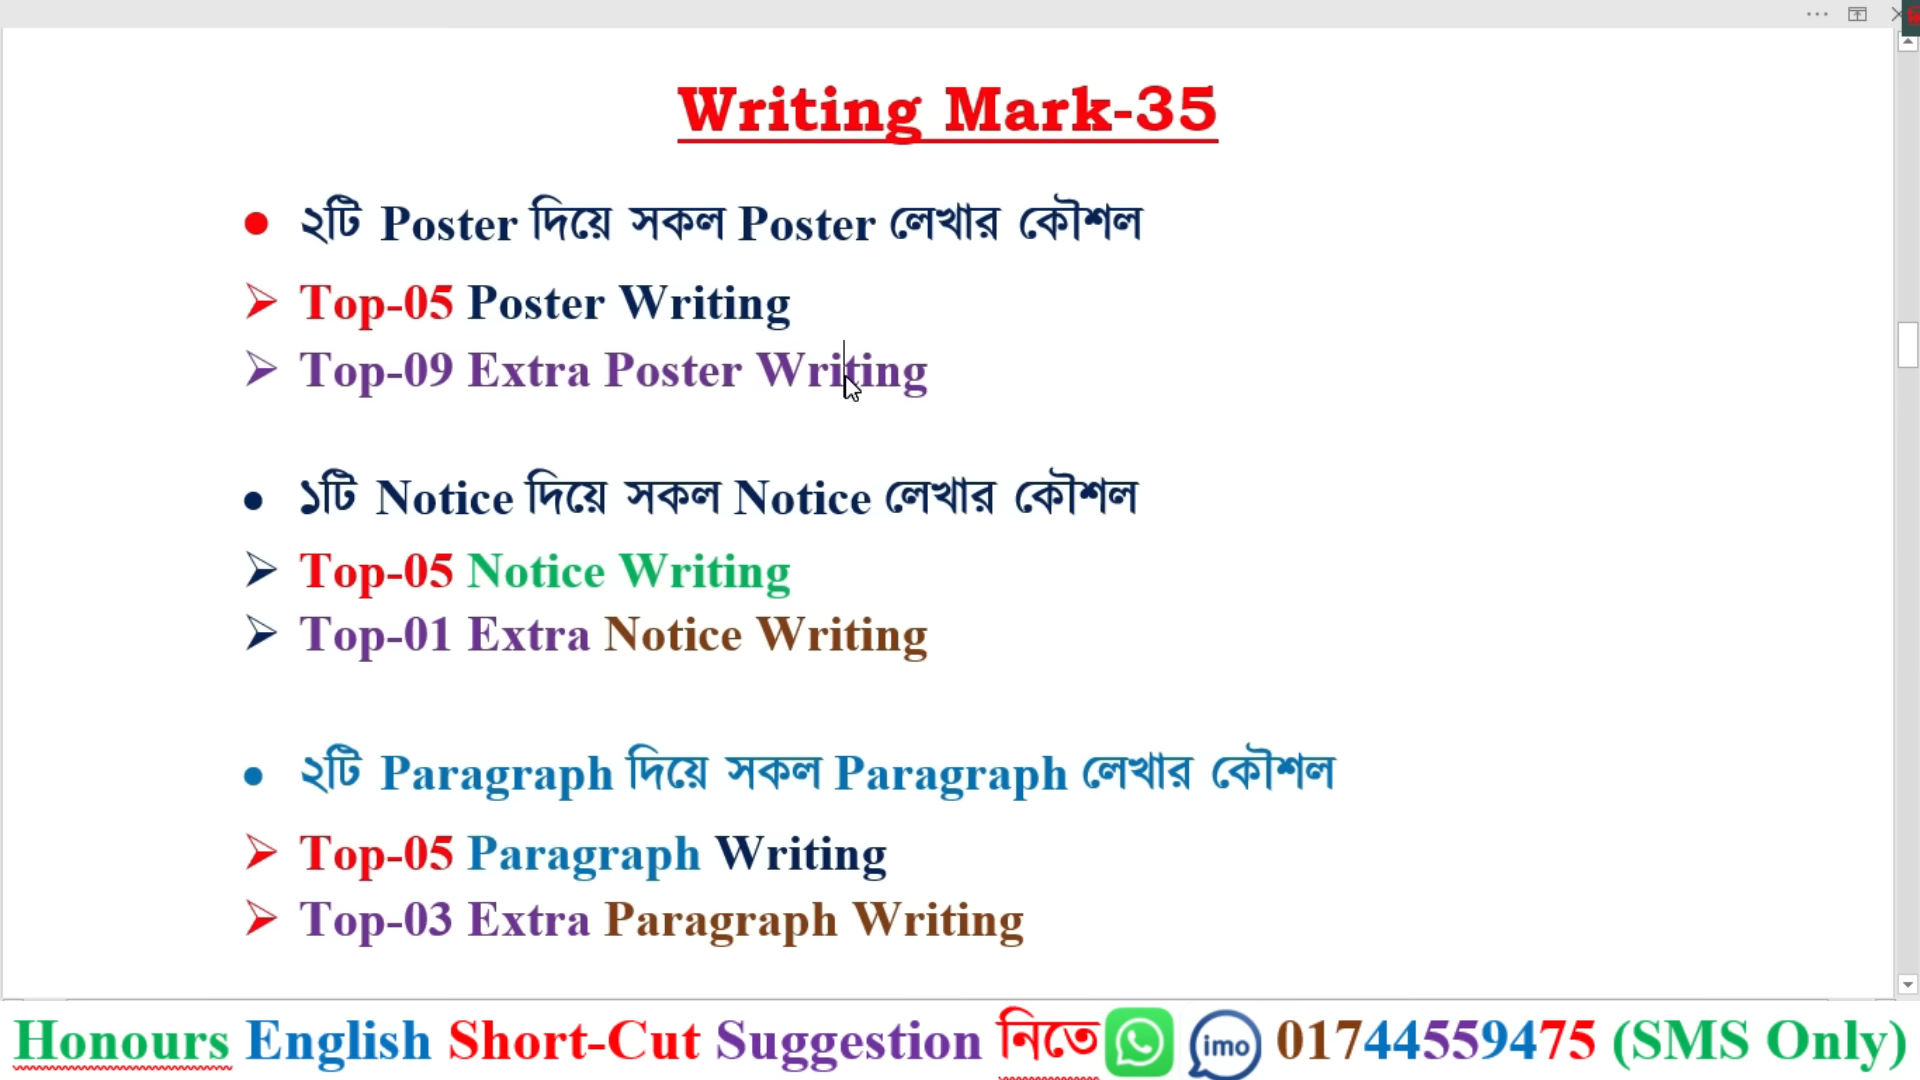 Writing Mark-35
২টি Poster দিয়ে সকল Poster লেখার কৌশল
Top-05 Poster Writing
Top-09 Extra Poster Writing
১টি Notice দিয়ে সকল Notice লেখার কৌশল
Top-05 Notice Writing
Top-01 Extra Notice Writing
২টি Paragraph দিয়ে সকল Paragraph লেখার কৌশল
Top-05 Paragraph Writing
Top-03 Extra Paragraph Writing
Honours English Short-Cut Suggestion নিতে imo 01744559475 (SMS Only)